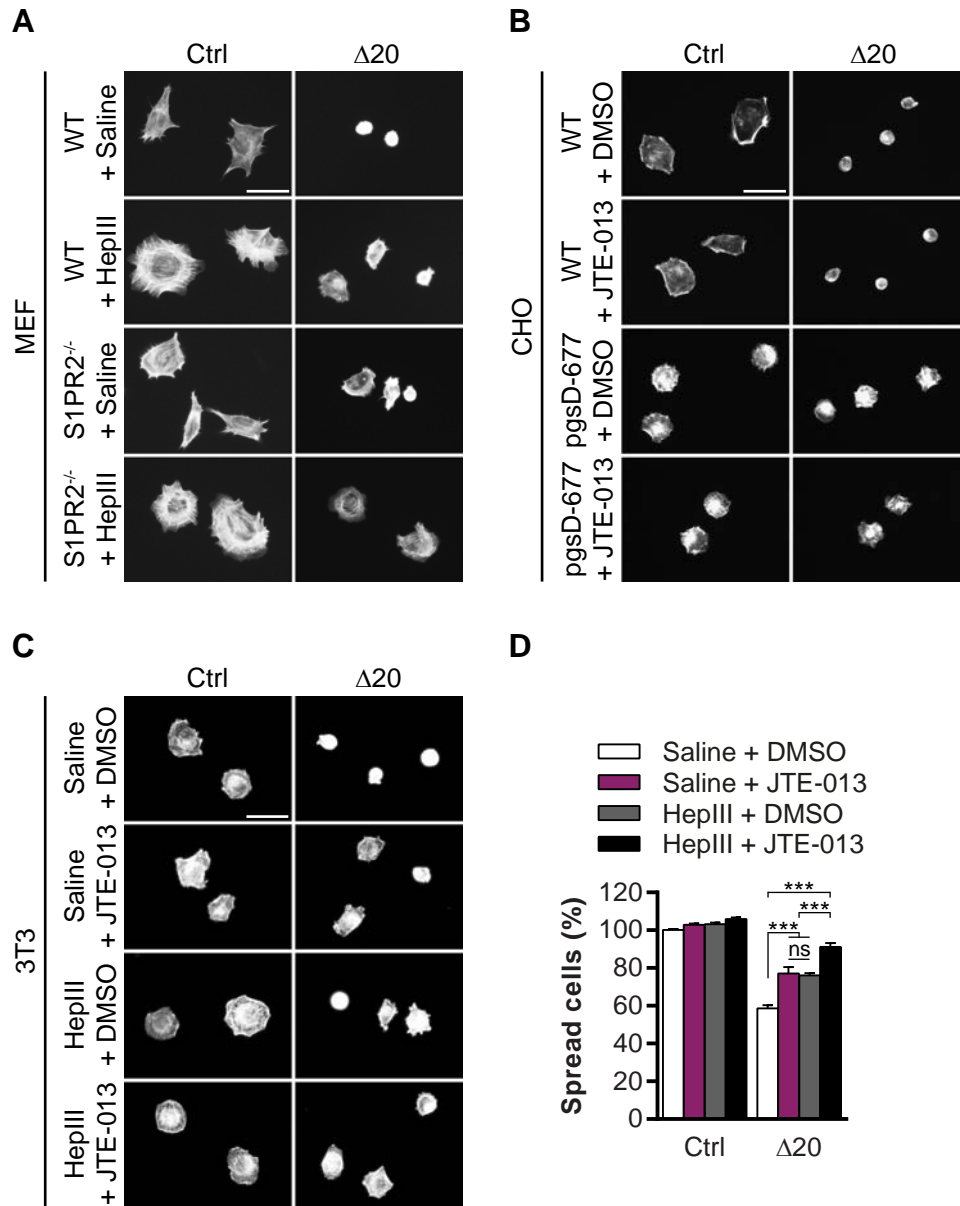 A
Ctrl
Δ20
MEF
WT
+ Saline
WT
+ HepIII
S1PR2-/-
+ Saline
S1PR2-/-
+ HepIII
B
Ctrl
Δ20
CHO
WT
+ DMSO
WT
+ JTE-013
pgsD-677
+ DMSO
pgsD-677
+ JTE-013
C
Ctrl
Δ20
3T3
Saline
+ DMSO
Saline
+ JTE-013
HepIII
+ DMSO
HepIII
+ JTE-013
D
Saline + DMSO
Saline + JTE-013
HepIII + DMSO
HepIII + JTE-013
Spread cells (%)
120
100
80
60
40
20
0
***
***
***
ns
Ctrl
Δ20